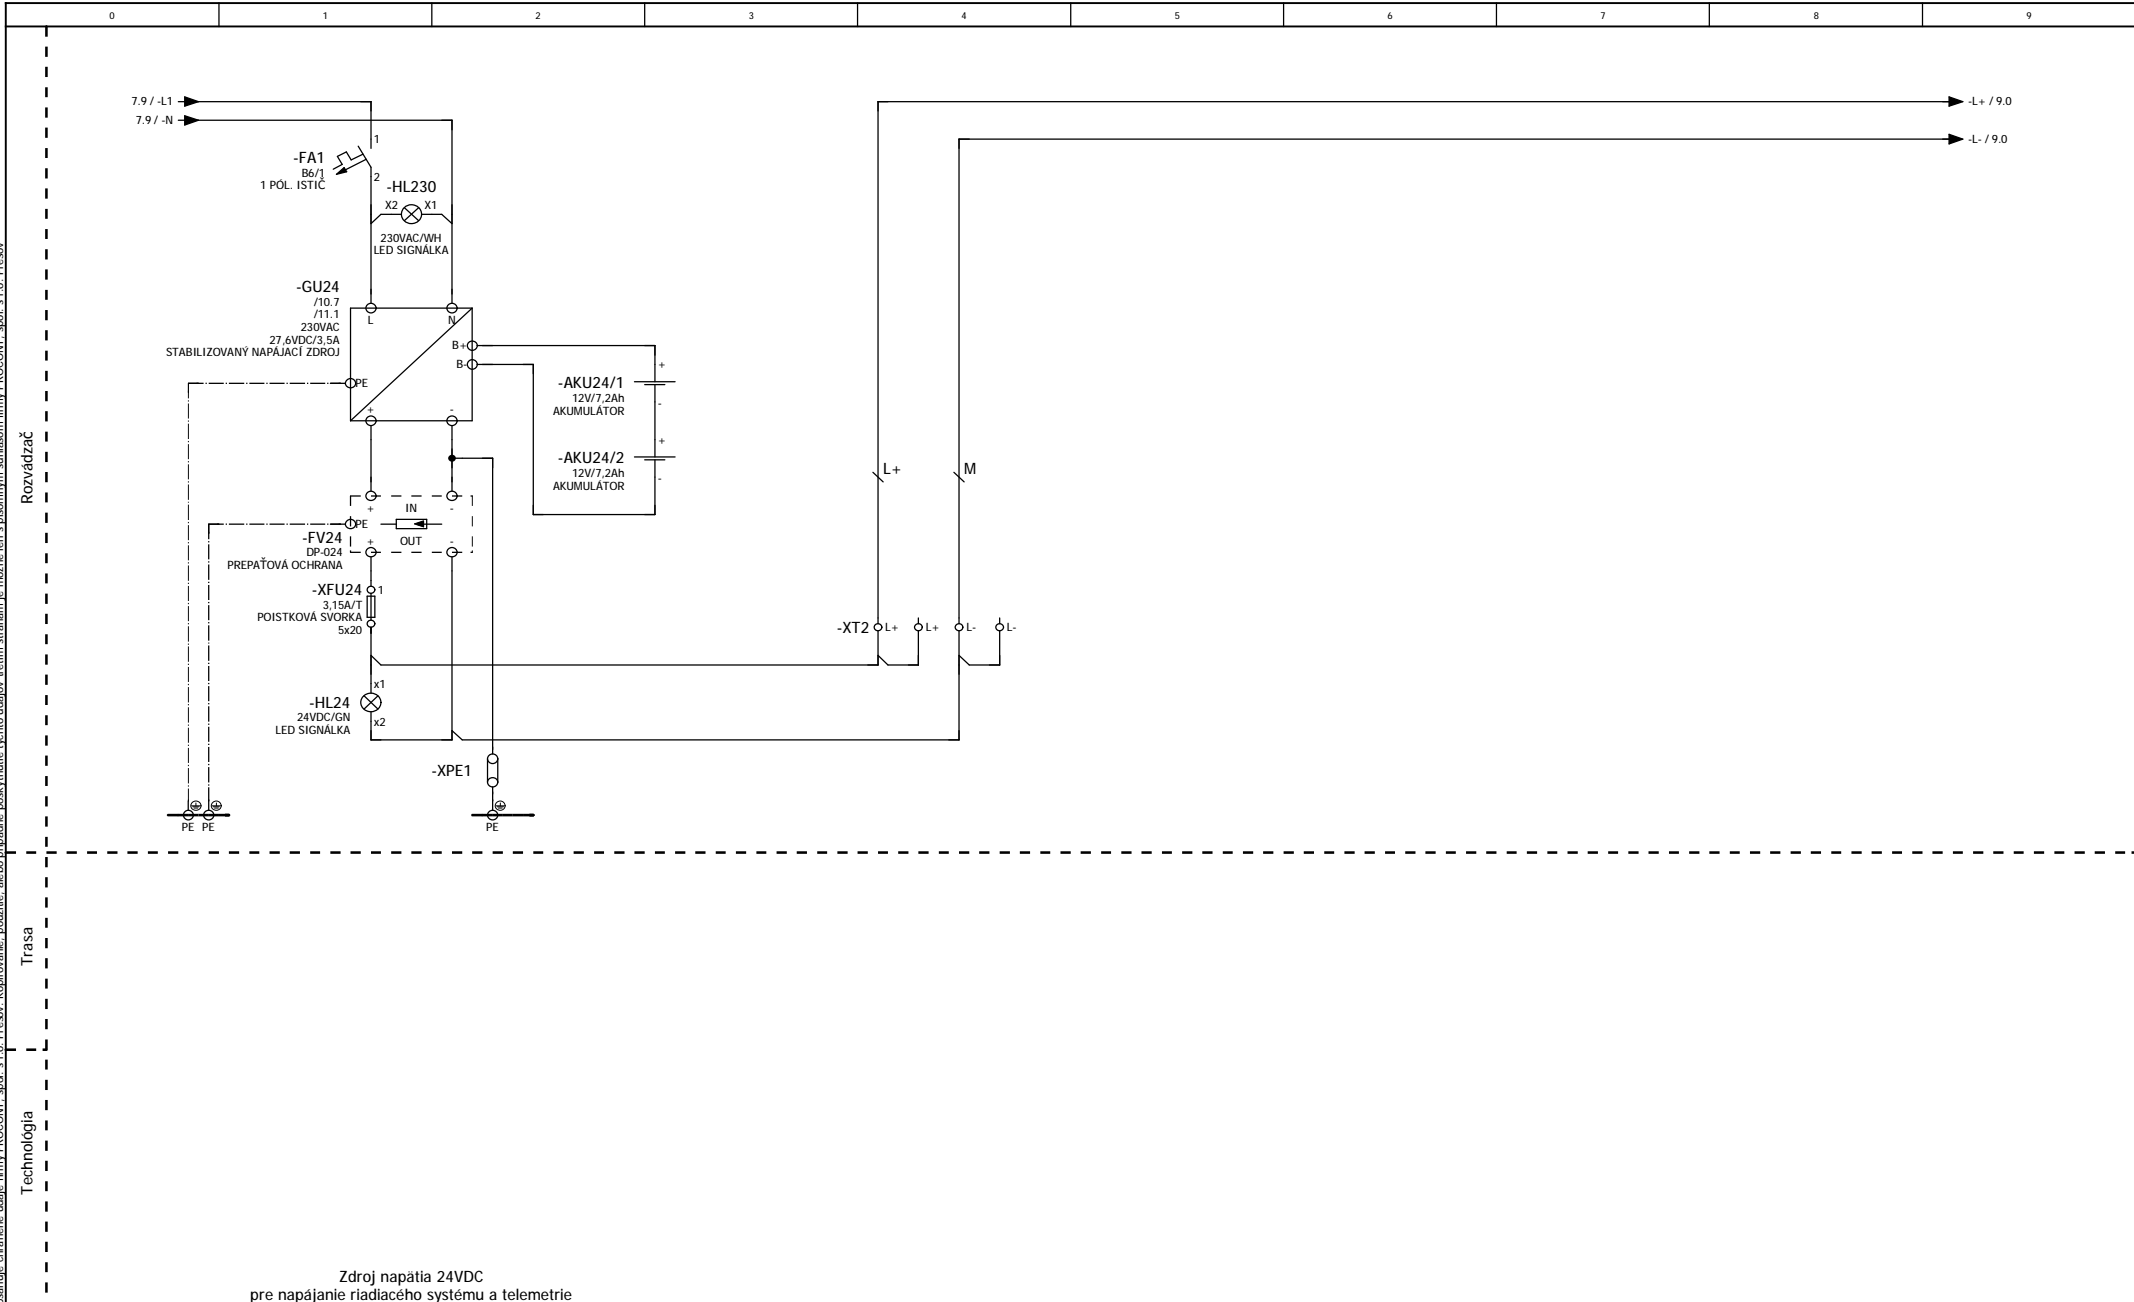 0 1 2 3 4 5 6 7 8 9
7.9 / -L1
7.9 / -N
-L+ / 9.0
-L- / 9.0
1
-FA1
B6/1
1 PÓL. ISTIČ
2
-HL230
X2 X1
230VAC/WH
LED SIGNÁLKA
-GU24
/10.7
/11.1
230VAC
27,6VDC/3,5A
STABILIZOVANÝ NAPÁJACÍ ZDROJ
L N
B+
B-
PE
+ -
+
-AKU24/1
12V/7,2Ah
AKUMULÁTOR
-
+
-AKU24/2
12V/7,2Ah
AKUMULÁTOR
-
L+ M
+ IN -
PE
+ OUT -
-FV24
DP-024
PREPAŤOVÁ OCHRANA
-XFU24 1
3,15A/T
POISTKOVÁ SVORKA
5x20
-XT2 L+ L+ L- L-
x1
-HL24
24VDC/GN
LED SIGNÁLKA
x2
-XPE1
PE PE
PE
Rozvádzač
Trasa
Technológia
Zdroj napätia 24VDC
pre napájanie riadiacého systému a telemetrie